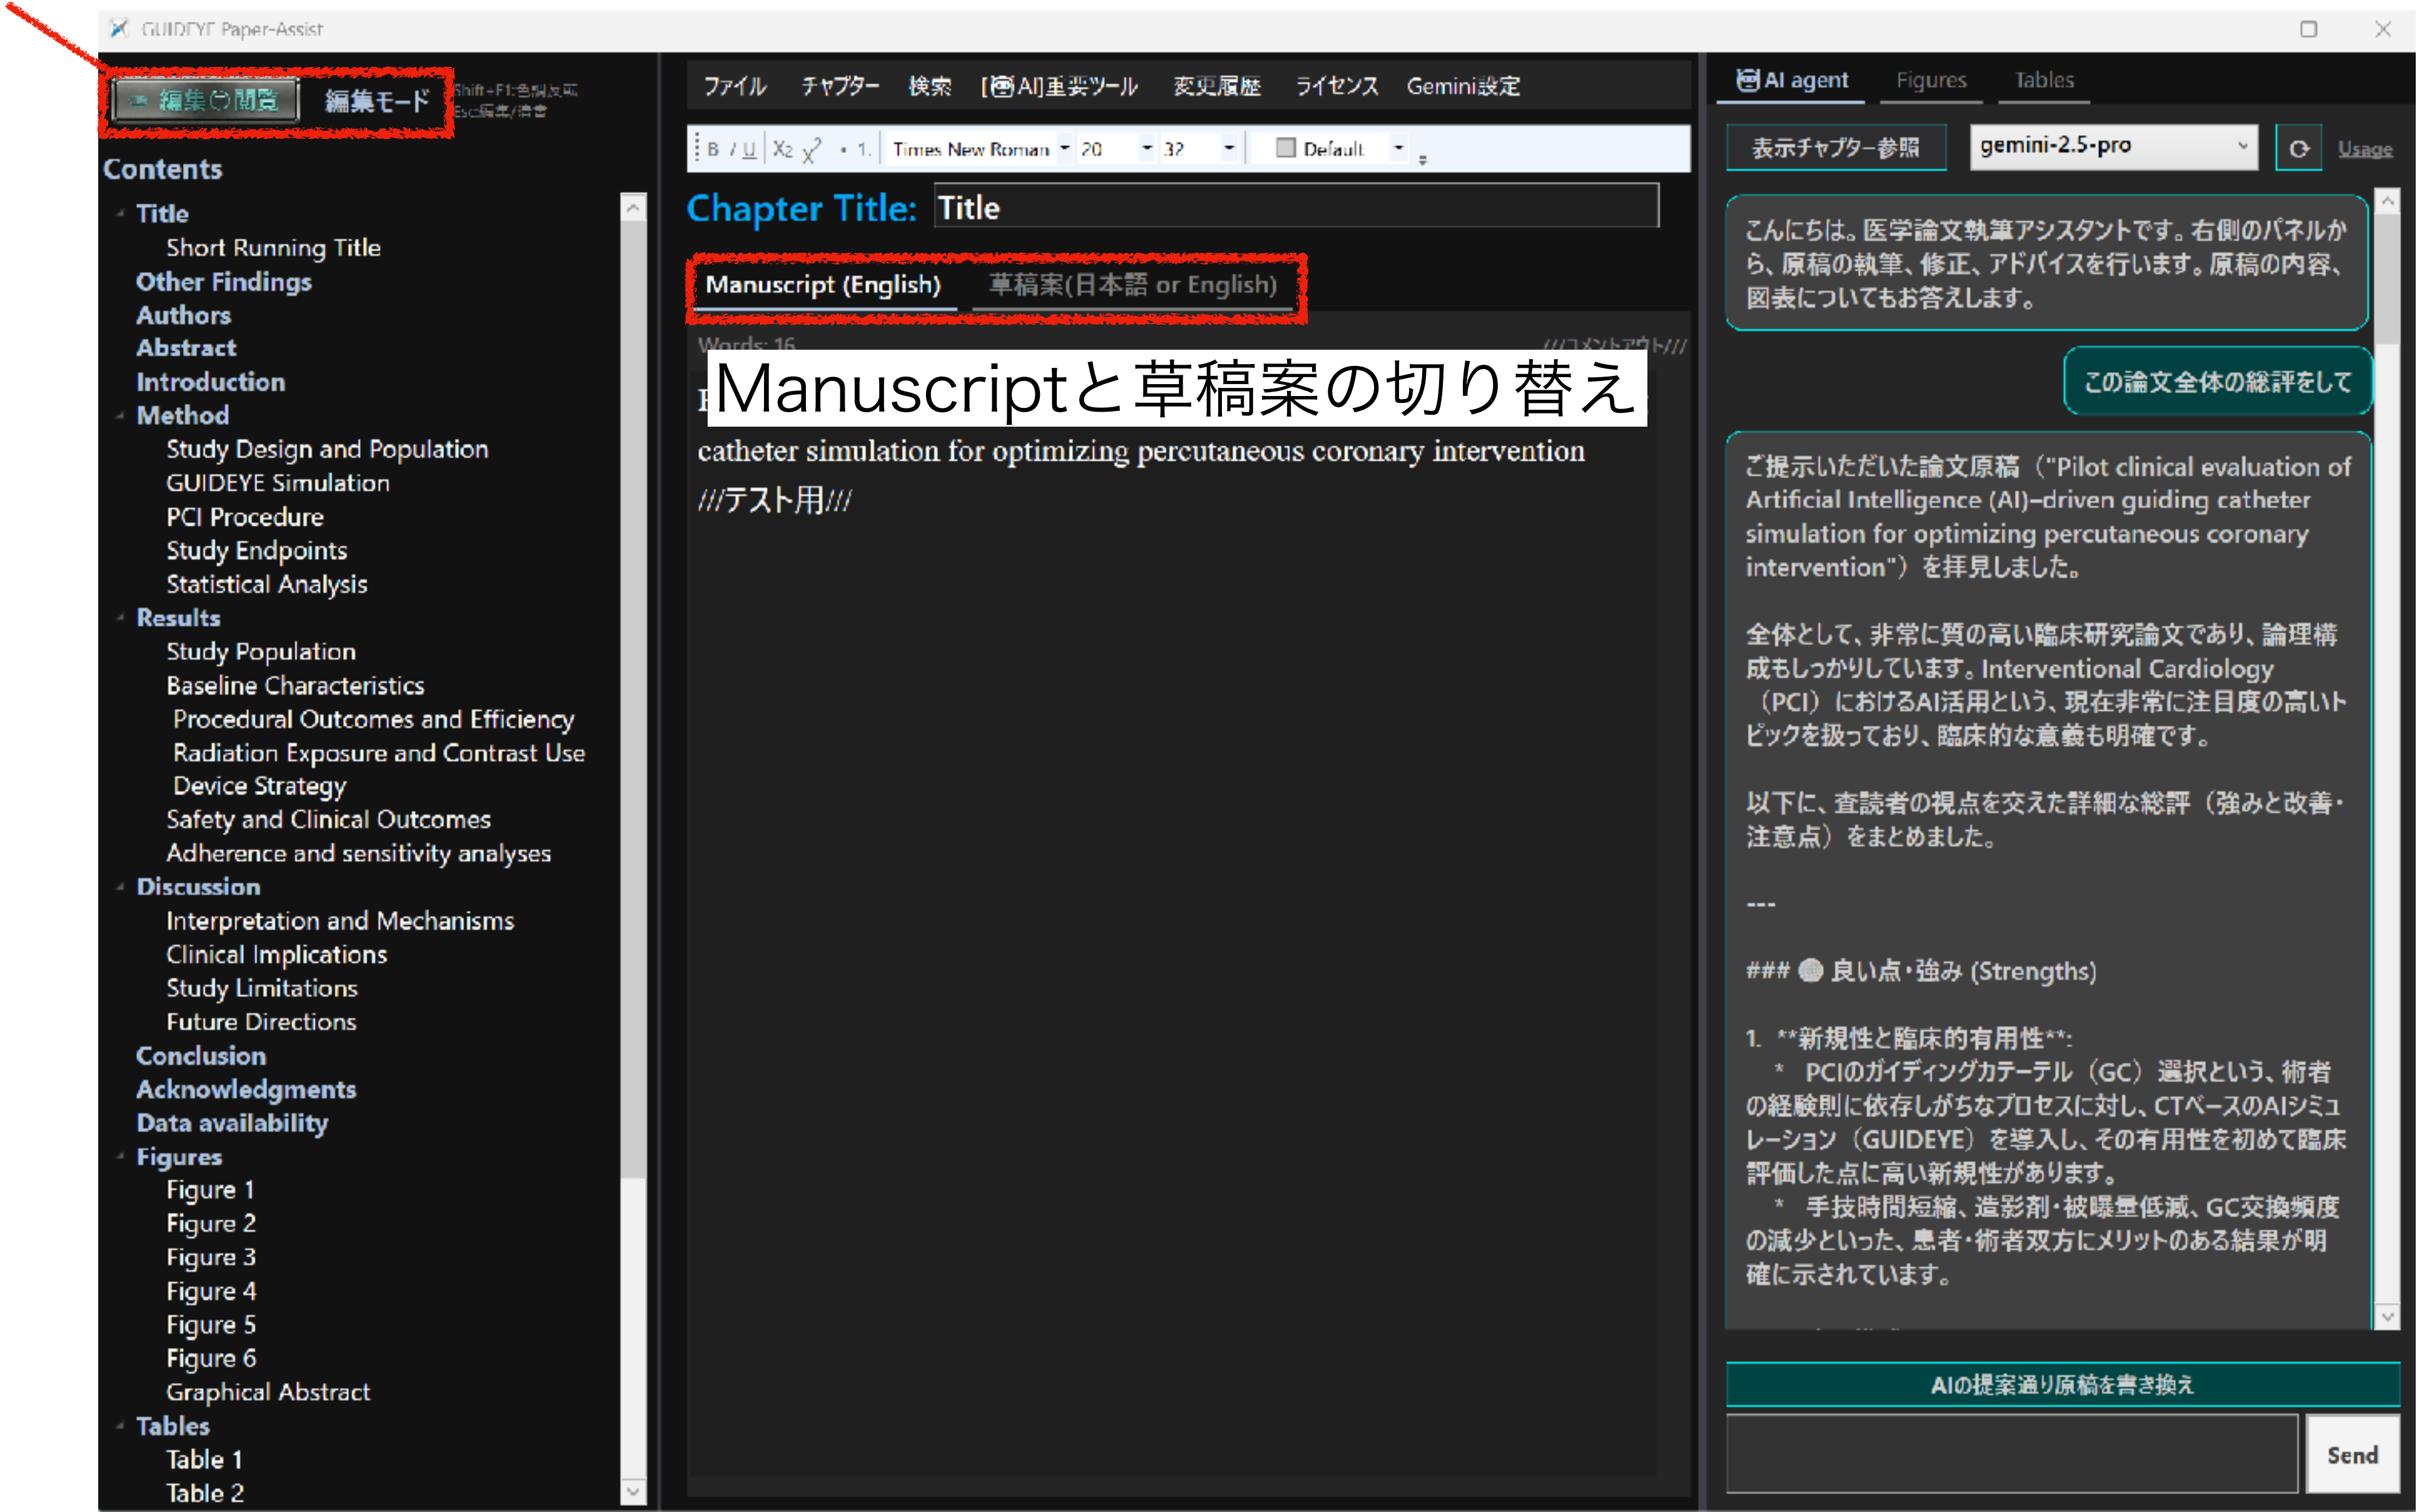 GUIDEYE Paper-Assist
編集⇔閲覧
編集モード
Shift+F1:色調反転
Esc:編集/清書
Contents
Title
Short Running Title
Other Findings
Authors
Abstract
Introduction
Method
Study Design and Population
GUIDEYE Simulation
PCI Procedure
Study Endpoints
Statistical Analysis
Results
Study Population
Baseline Characteristics
Procedural Outcomes and Efficiency
Radiation Exposure and Contrast Use
Device Strategy
Safety and Clinical Outcomes
Adherence and sensitivity analyses
Discussion
Interpretation and Mechanisms
Clinical Implications
Study Limitations
Future Directions
Conclusion
Acknowledgments
Data availability
Figures
Figure 1
Figure 2
Figure 3
Figure 4
Figure 5
Figure 6
Graphical Abstract
Tables
Table 1
Table 2
ファイル チャプター 検索 [AI]重要ツール 変更履歴 ライセンス Gemini設定
B I U X2 X2 • 1. Times New Roman 20 32 Default
Chapter Title: Title
Manuscript (English) 草稿案(日本語 or English)
Words: 16 ///コメントアウト///
Manuscriptと草稿案の切り替え
catheter simulation for optimizing percutaneous coronary intervention
///テスト用///
AI agent Figures Tables
表示チャプター参照 gemini-2.5-pro Usage
こんにちは。医学論文執筆アシスタントです。右側のパネルか
ら、原稿の執筆、修正、アドバイスを行います。原稿の内容、
図表についてもお答えします。
この論文全体の総評をして
ご提示いただいた論文原稿（"Pilot clinical evaluation of
Artificial Intelligence (AI)–driven guiding catheter
simulation for optimizing percutaneous coronary
intervention"）を拝見しました。
全体として、非常に質の高い臨床研究論文であり、論理構
成もしっかりしています。Interventional Cardiology
（PCI）におけるAI活用という、現在非常に注目度の高いト
ピックを扱っており、臨床的な意義も明確です。
以下に、査読者の視点を交えた詳細な総評（強みと改善・
注意点）をまとめました。
---
### 良い点・強み (Strengths)
1. **新規性と臨床的有用性**:
* PCIのガイディングカテーテル（GC）選択という、術者
の経験則に依存しがちなプロセスに対し、CTベースのAIシミュ
レーション（GUIDEYE）を導入し、その有用性を初めて臨床
評価した点に高い新規性があります。
* 手技時間短縮、造影剤・被曝量低減、GC交換頻度
の減少といった、患者・術者双方にメリットのある結果が明
確に示されています。
AIの提案通り原稿を書き換え
Send